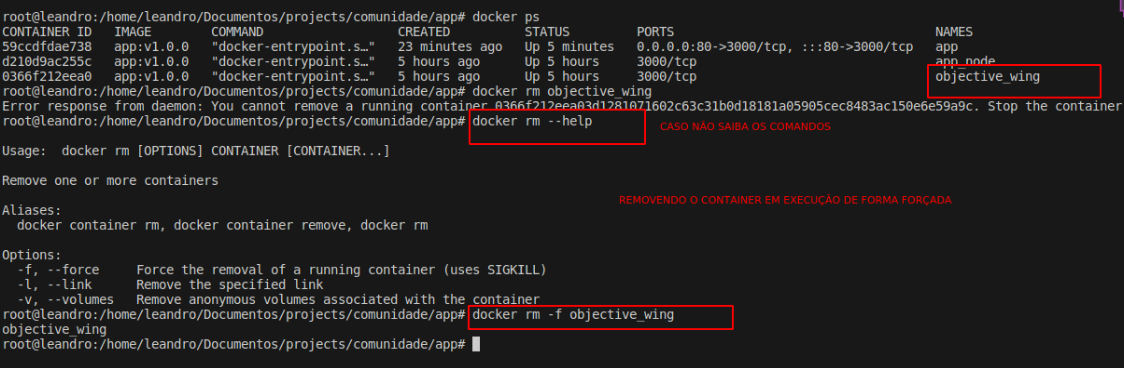 root@leandro:/home/leandro/Documentos/projects/comunidade/app# docker ps
CONTAINER ID   IMAGE        COMMAND                  CREATED          STATUS         PORTS                               NAMES
59ccdfdae738   app:v1.0.0   "docker-entrypoint.s…"   23 minutes ago   Up 5 minutes   0.0.0.0:80->3000/tcp, :::80->3000/tcp   app
d210d9ac255c   app:v1.0.0   "docker-entrypoint.s…"   5 hours ago      Up 5 hours     3000/tcp                            app_node
0366f212eea0   app:v1.0.0   "docker-entrypoint.s…"   5 hours ago      Up 5 hours     3000/tcp                            objective_wing
root@leandro:/home/leandro/Documentos/projects/comunidade/app# docker rm objective_wing
Error response from daemon: You cannot remove a running container 0366f212eea03d1281071602c63c31b0d18181a05905cec8483ac150e6e59a9c. Stop the container
root@leandro:/home/leandro/Documentos/projects/comunidade/app# docker rm --help CASO NÃO SAIBA OS COMANDOS
Usage:  docker rm [OPTIONS] CONTAINER [CONTAINER...]
Remove one or more containers
REMOVENDO O CONTAINER EM EXECUÇÃO DE FORMA FORÇADA
Aliases:
  docker container rm, docker container remove, docker rm
Options:
  -f, --force     Force the removal of a running container (uses SIGKILL)
  -l, --link      Remove the specified link
  -v, --volumes   Remove anonymous volumes associated with the container
root@leandro:/home/leandro/Documentos/projects/comunidade/app# docker rm -f objective_wing
objective_wing
root@leandro:/home/leandro/Documentos/projects/comunidade/app#